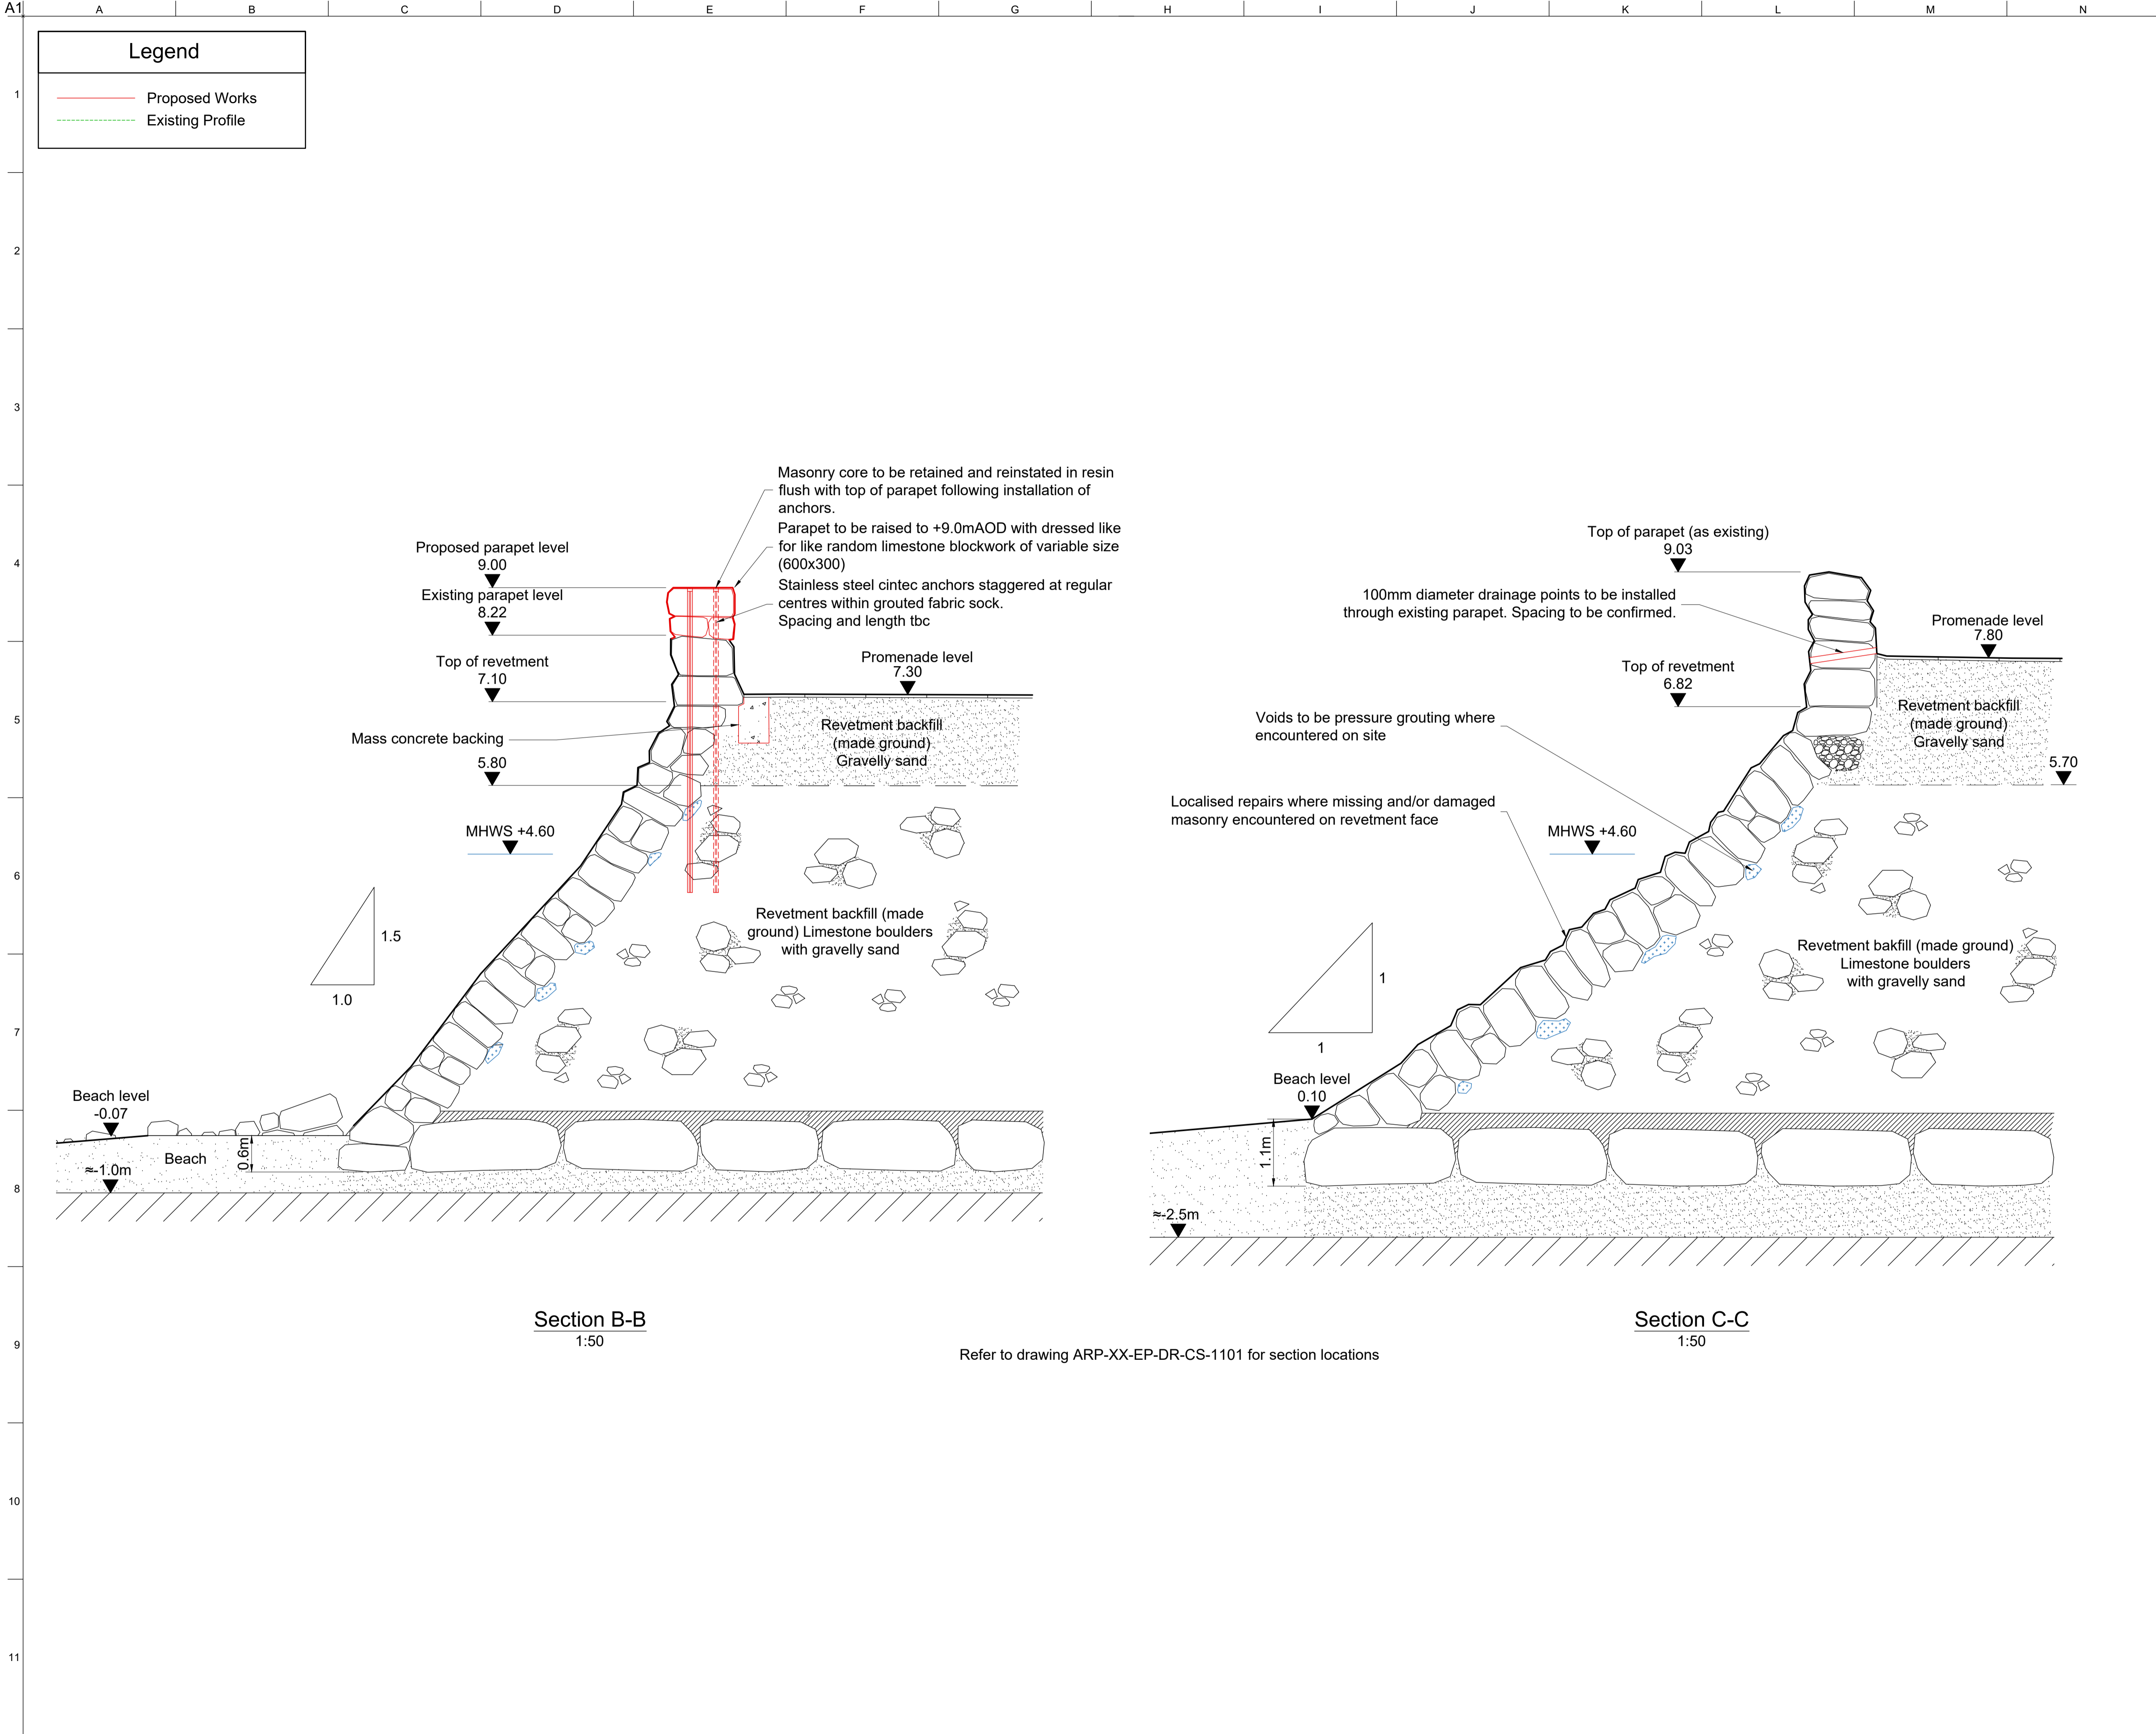 A1
A B C D E F G H I J K L M N
Legend
Proposed Works
Existing Profile
1
2
3
4
5
6
7
8
9
10
11
Masonry core to be retained and reinstated in resin
flush with top of parapet following installation of
anchors.
Parapet to be raised to +9.0mAOD with dressed like
for like random limestone blockwork of variable size
(600x300)
Stainless steel cintec anchors staggered at regular
centres within grouted fabric sock.
Spacing and length tbc
Proposed parapet level
9.00
Existing parapet level
8.22
Top of revetment
7.10
Promenade level
7.30
Mass concrete backing
5.80
Revetment backfill
(made ground)
Gravelly sand
MHWS +4.60
1.5
1.0
Revetment backfill (made
ground) Limestone boulders
with gravelly sand
Beach level
-0.07
≈-1.0m
Beach
0.6m
Section B-B
1:50
Top of parapet (as existing)
9.03
100mm diameter drainage points to be installed
through existing parapet. Spacing to be confirmed.
Promenade level
7.80
Top of revetment
6.82
Revetment backfill
(made ground)
Gravelly sand
Voids to be pressure grouting where
encountered on site
5.70
Localised repairs where missing and/or damaged
masonry encountered on revetment face
MHWS +4.60
1
1
Revetment bakfill (made ground)
Limestone boulders
with gravelly sand
Beach level
0.10
1.1m
≈-2.5m
Section C-C
1:50
Refer to drawing ARP-XX-EP-DR-CS-1101 for section locations